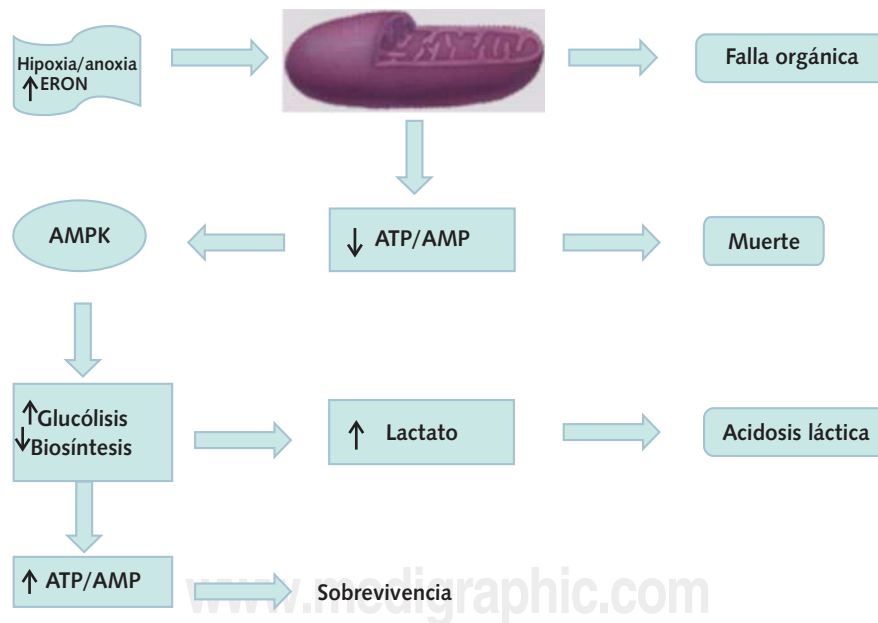 Hipoxia/anoxia
↑ ERON
Falla orgánica
AMPK
↓ ATP/AMP
Muerte
↑ Glucólisis
↓ Biosíntesis
↑ Lactato
Acidosis láctica
↑ ATP/AMP
Sobrevivencia
www.medigraphic.com